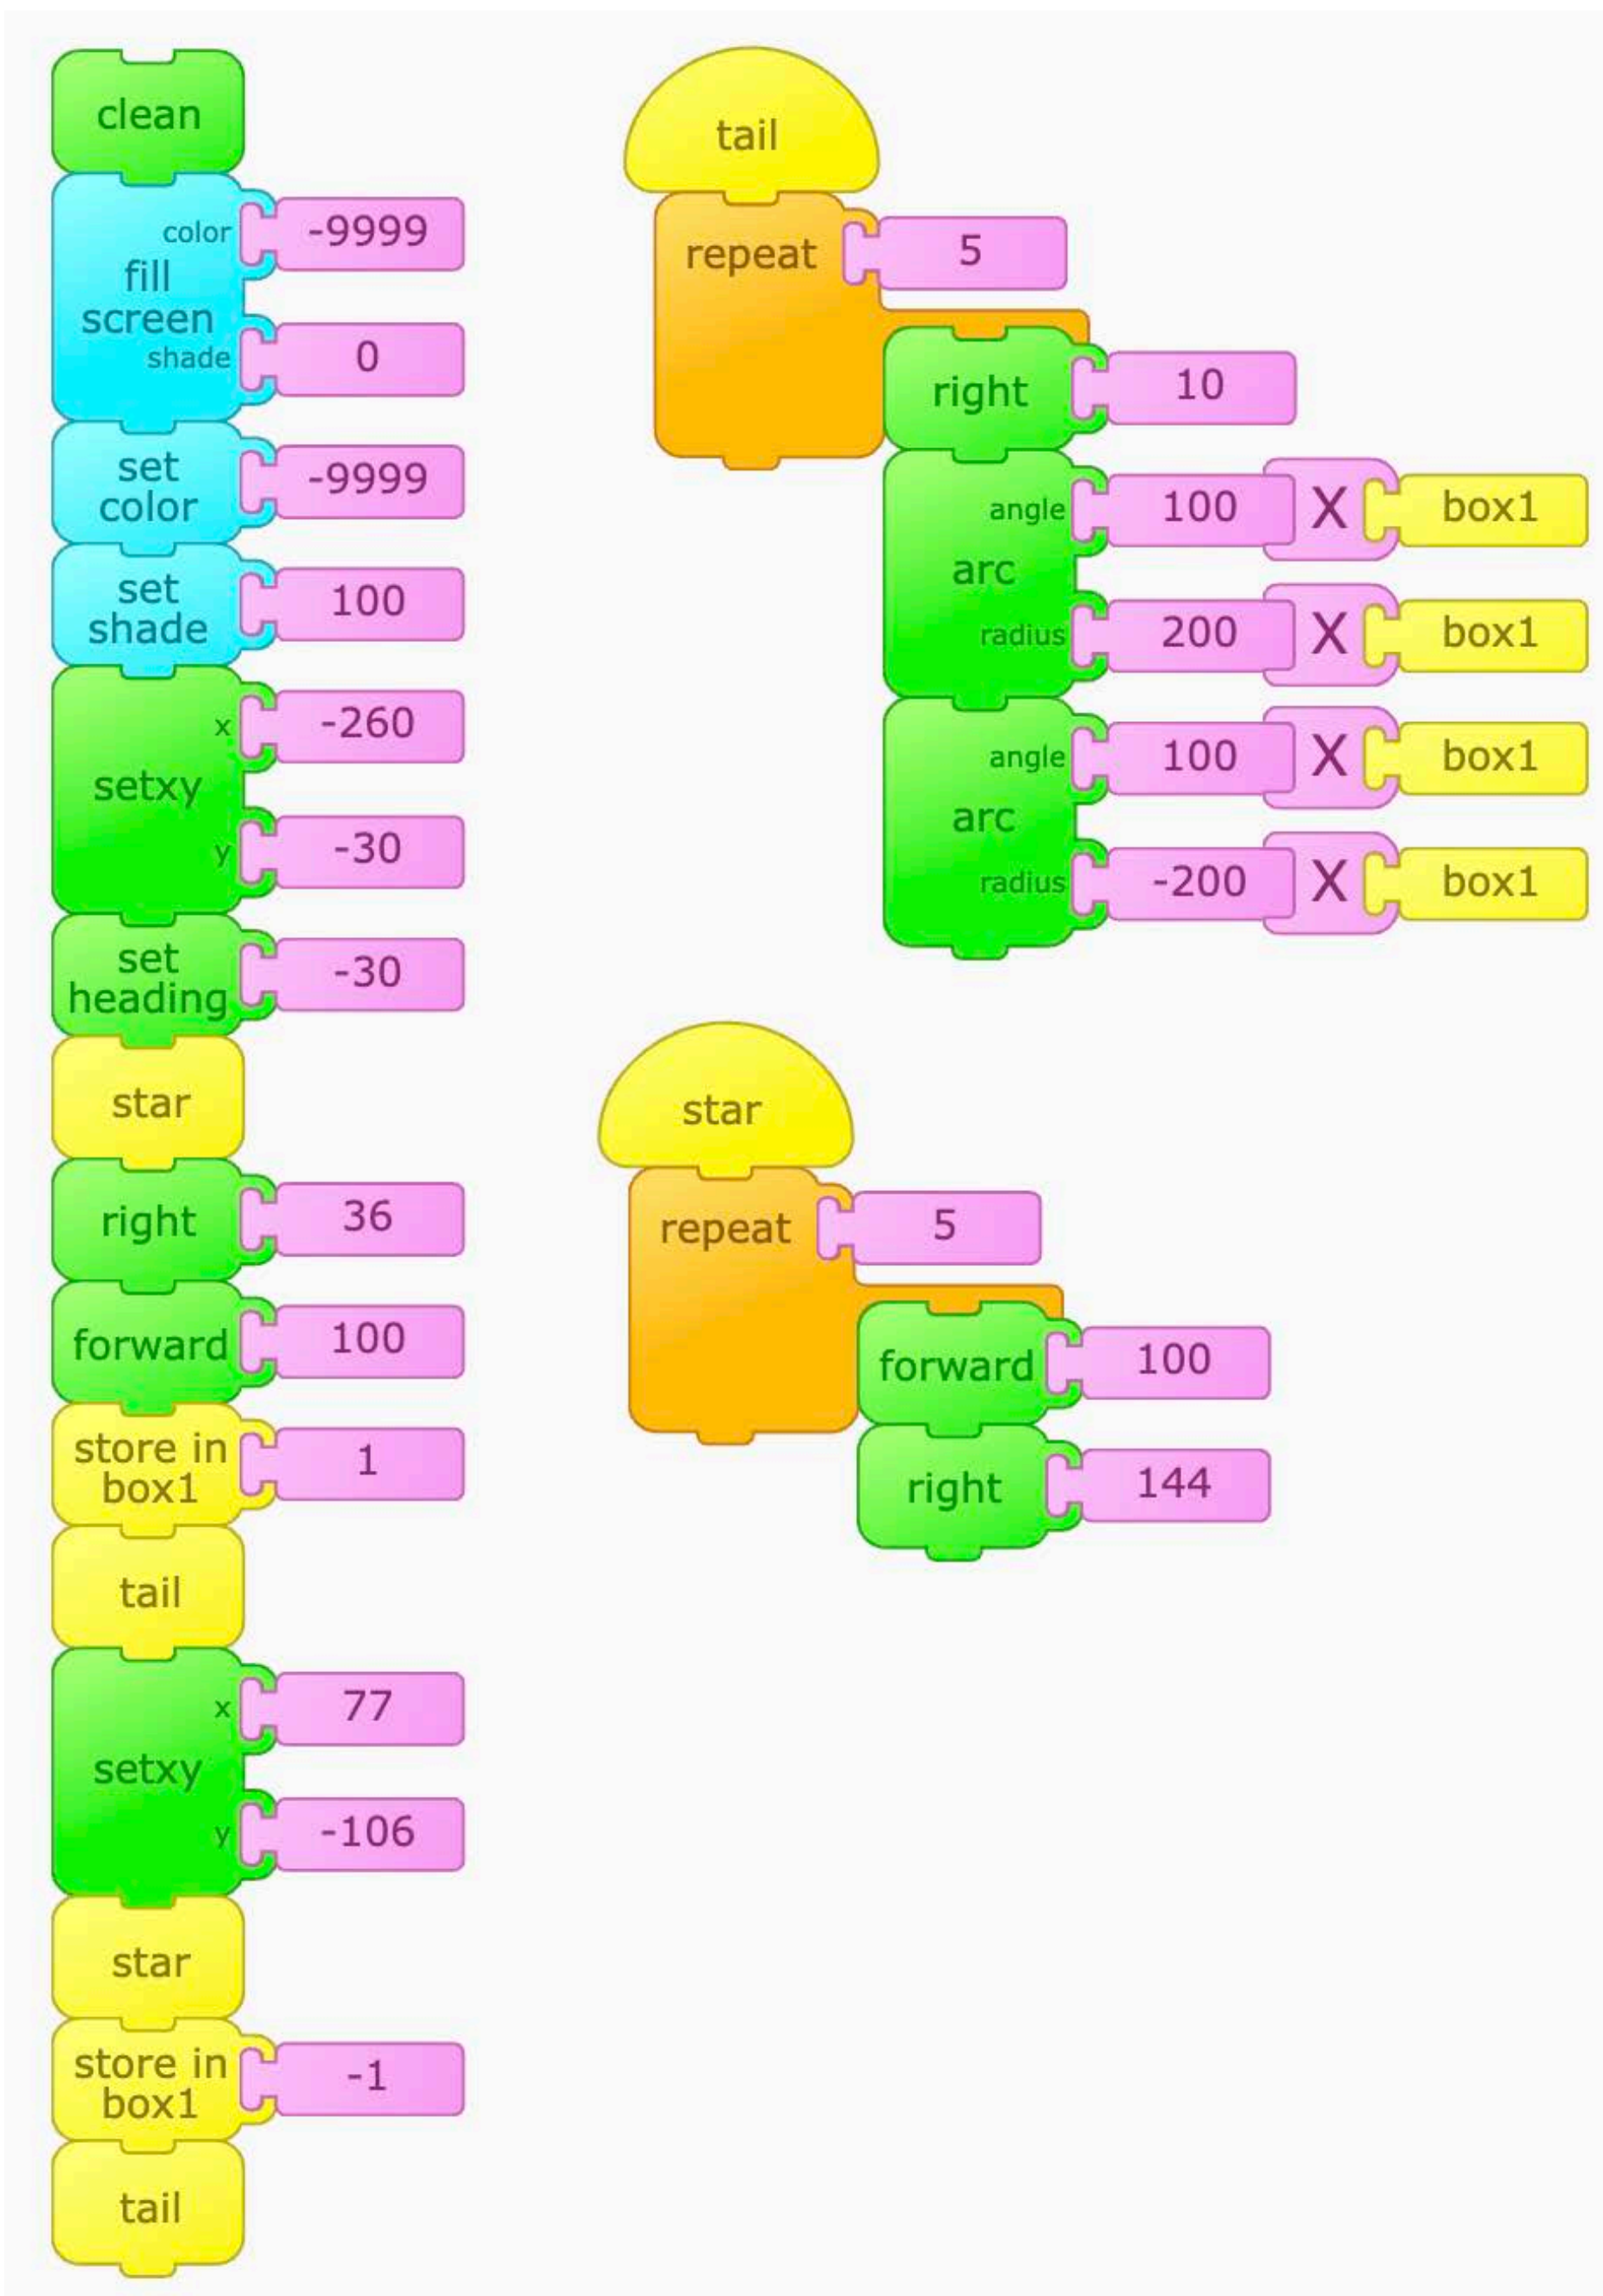 clean
color -9999
fill
screen
shade 0
set
color -9999
set
shade 100
x -260
setxy
y -30
set
heading -30
star
right 36
forward 100
store in
box1 1
tail
x 77
setxy
y -106
star
store in
box1 -1
tail
tail
repeat 5
right 10
angle 100 X box1
arc
radius 200 X box1
angle 100 X box1
arc
radius -200 X box1
star
repeat 5
forward 100
right 144